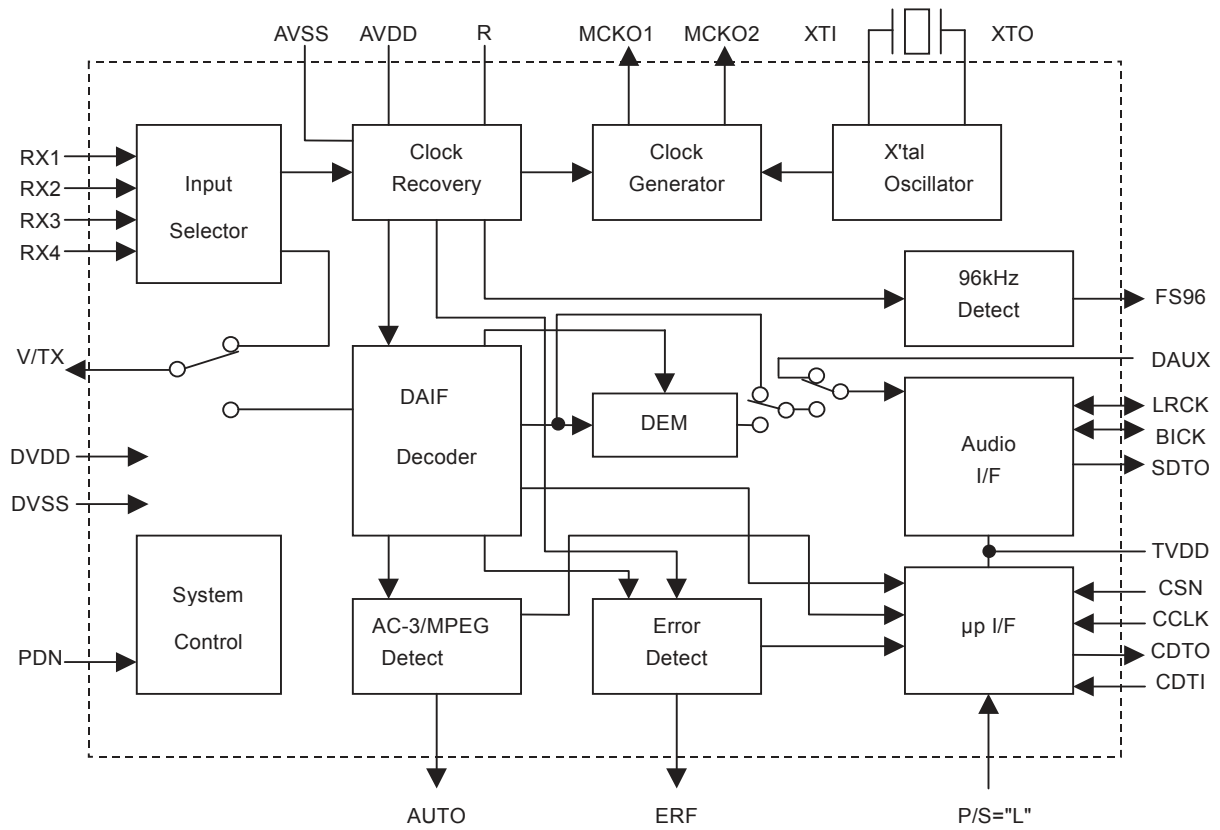 AVSS AVDD R MCKO1 MCKO2 XTI XTO
RX1
RX2
RX3
RX4
Input
Selector
Clock
Recovery
Clock
Generator
X'tal
Oscillator
96kHz
Detect
FS96
V/TX
DAUX
DAIF
Decoder
DEM
Audio
I/F
LRCK
BICK
SDTO
DVDD
DVSS
TVDD
System
Control
PDN
AC-3/MPEG
Detect
Error
Detect
µp I/F
CSN
CCLK
CDTO
CDTI
AUTO ERF P/S="L"